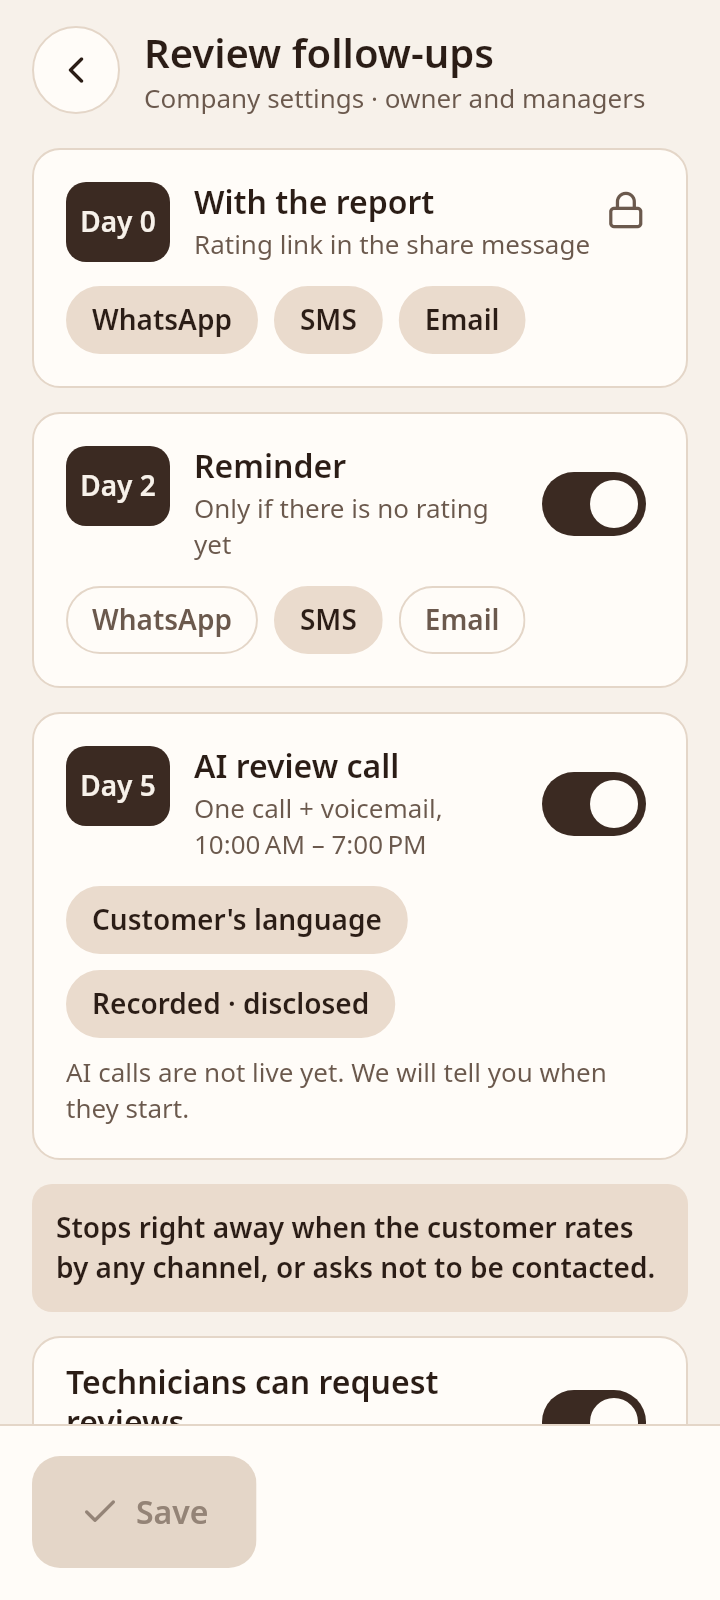 Review follow-ups
Company settings · owner and managers
Day 0
With the report
Rating link in the share message
WhatsApp
SMS
Email
Day 2
Reminder
Only if there is no rating
yet
WhatsApp
SMS
Email
Day 5
AI review call
One call + voicemail,
10:00 AM – 7:00 PM
Customer's language
Recorded · disclosed
AI calls are not live yet. We will tell you when
they start.
Stops right away when the customer rates
by any channel, or asks not to be contacted.
Technicians can request
reviews
Save